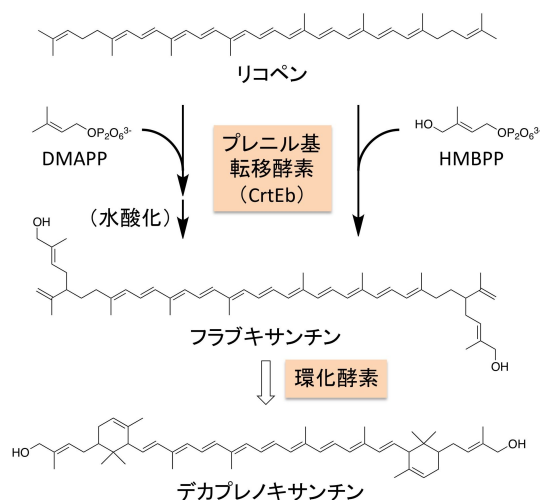 リコペン
OP₂O₆³⁻
DMAPP
プレニル基
転移酵素
(CrtEb)
HO
OP₂O₆³⁻
HMBPP
(水酸化)
OH
フラブキサンチン
OH
環化酵素
HO
OH
デカプレノキサンチン